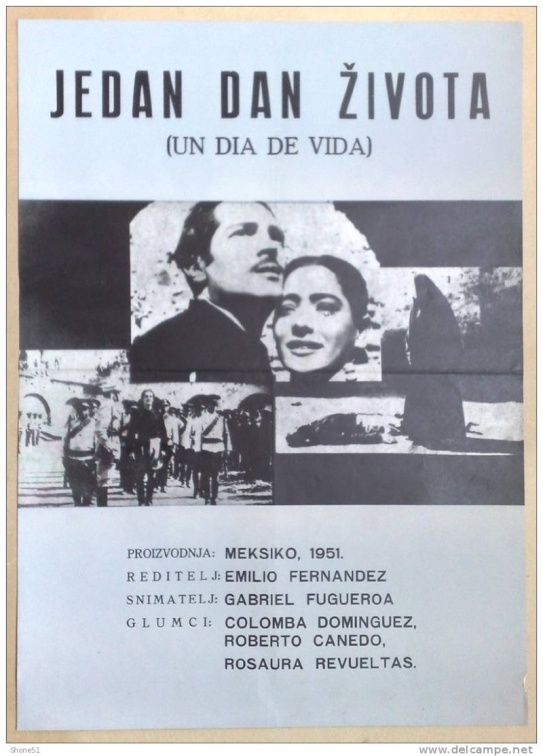 JEDAN DAN ŽIVOTA
(UN DIA DE VIDA)
PROIZVODNJA: MEKSIKO, 1951.
REDITELJ: EMILIO FERNANDEZ
SNIMATELJ: GABRIEL FUGUEROA
GLUMCI: COLOMBA DOMINGUEZ,
ROBERTO CANEDO,
ROSAURA REVUELTAS.
Shone51
www.delcampe.net